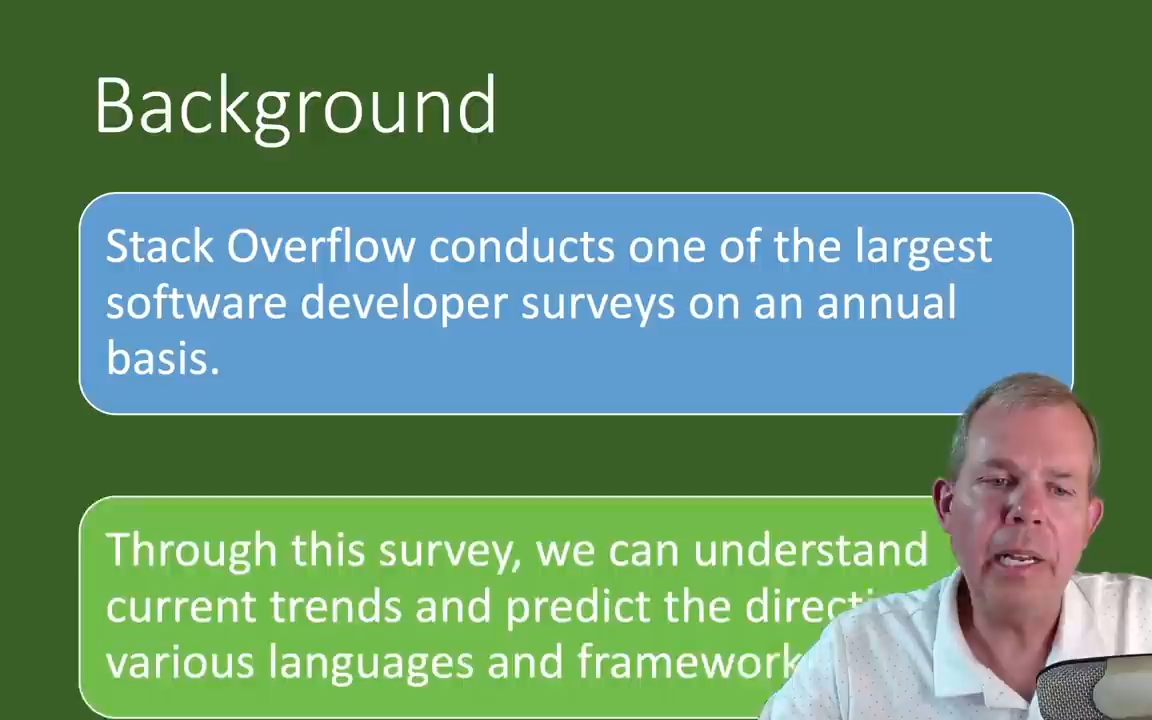 Background
Stack Overflow conducts one of the largest
software developer surveys on an annual
basis.
Through this survey, we can understand
current trends and predict the
various languages and